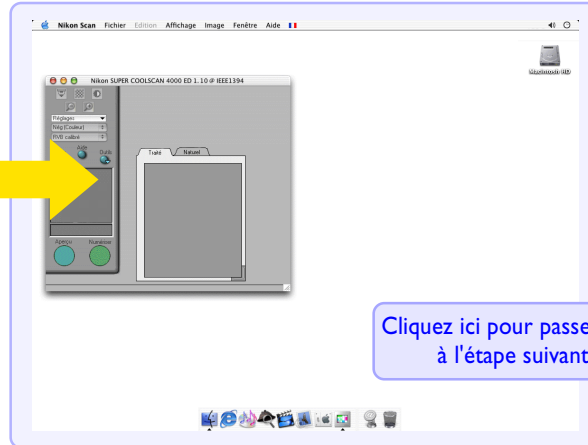 Nikon Scan Fichier Edition Affichage Image Fenêtre Aide
Macintosh HD
Nikon SUPER COOLSCAN 4000 ED 1.10 @ IEEE1394
Réglages
Nég (Couleur)
RVB calibré
Aide
Outils
Traité Naturel
Aperçu Numériser
Cliquez ici pour passe
à l'étape suivant